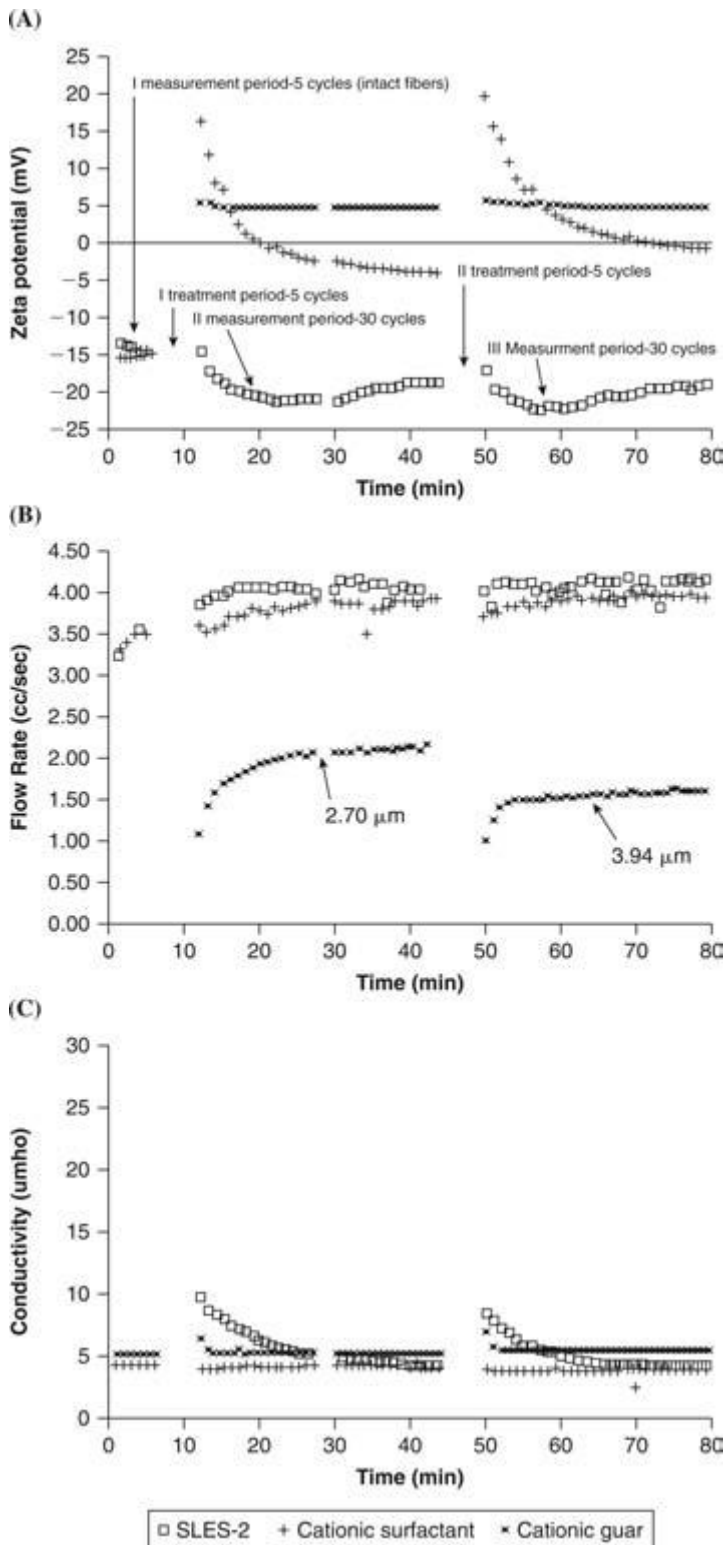 (A)
25
20
15
10
5
0
−5
−10
−15
−20
−25
Zeta potential (mV)
I measurement period-5 cycles (intact fibers)
I treatment period-5 cycles
II measurement period-30 cycles
II treatment period-5 cycles
III Measurment period-30 cycles
0 10 20 30 40 50 60 70 80
Time (min)
(B)
4.50
4.00
3.50
3.00
2.50
2.00
1.50
1.00
0.00
Flow Rate (cc/sec)
2.70 μm
3.94 μm
0 10 20 30 40 50 60 70 80
Time (min)
(C)
30
25
20
15
10
5
0
Conductivity (umho)
0 10 20 30 40 50 60 70 80
Time (min)
SLES-2 Cationic surfactant Cationic guar